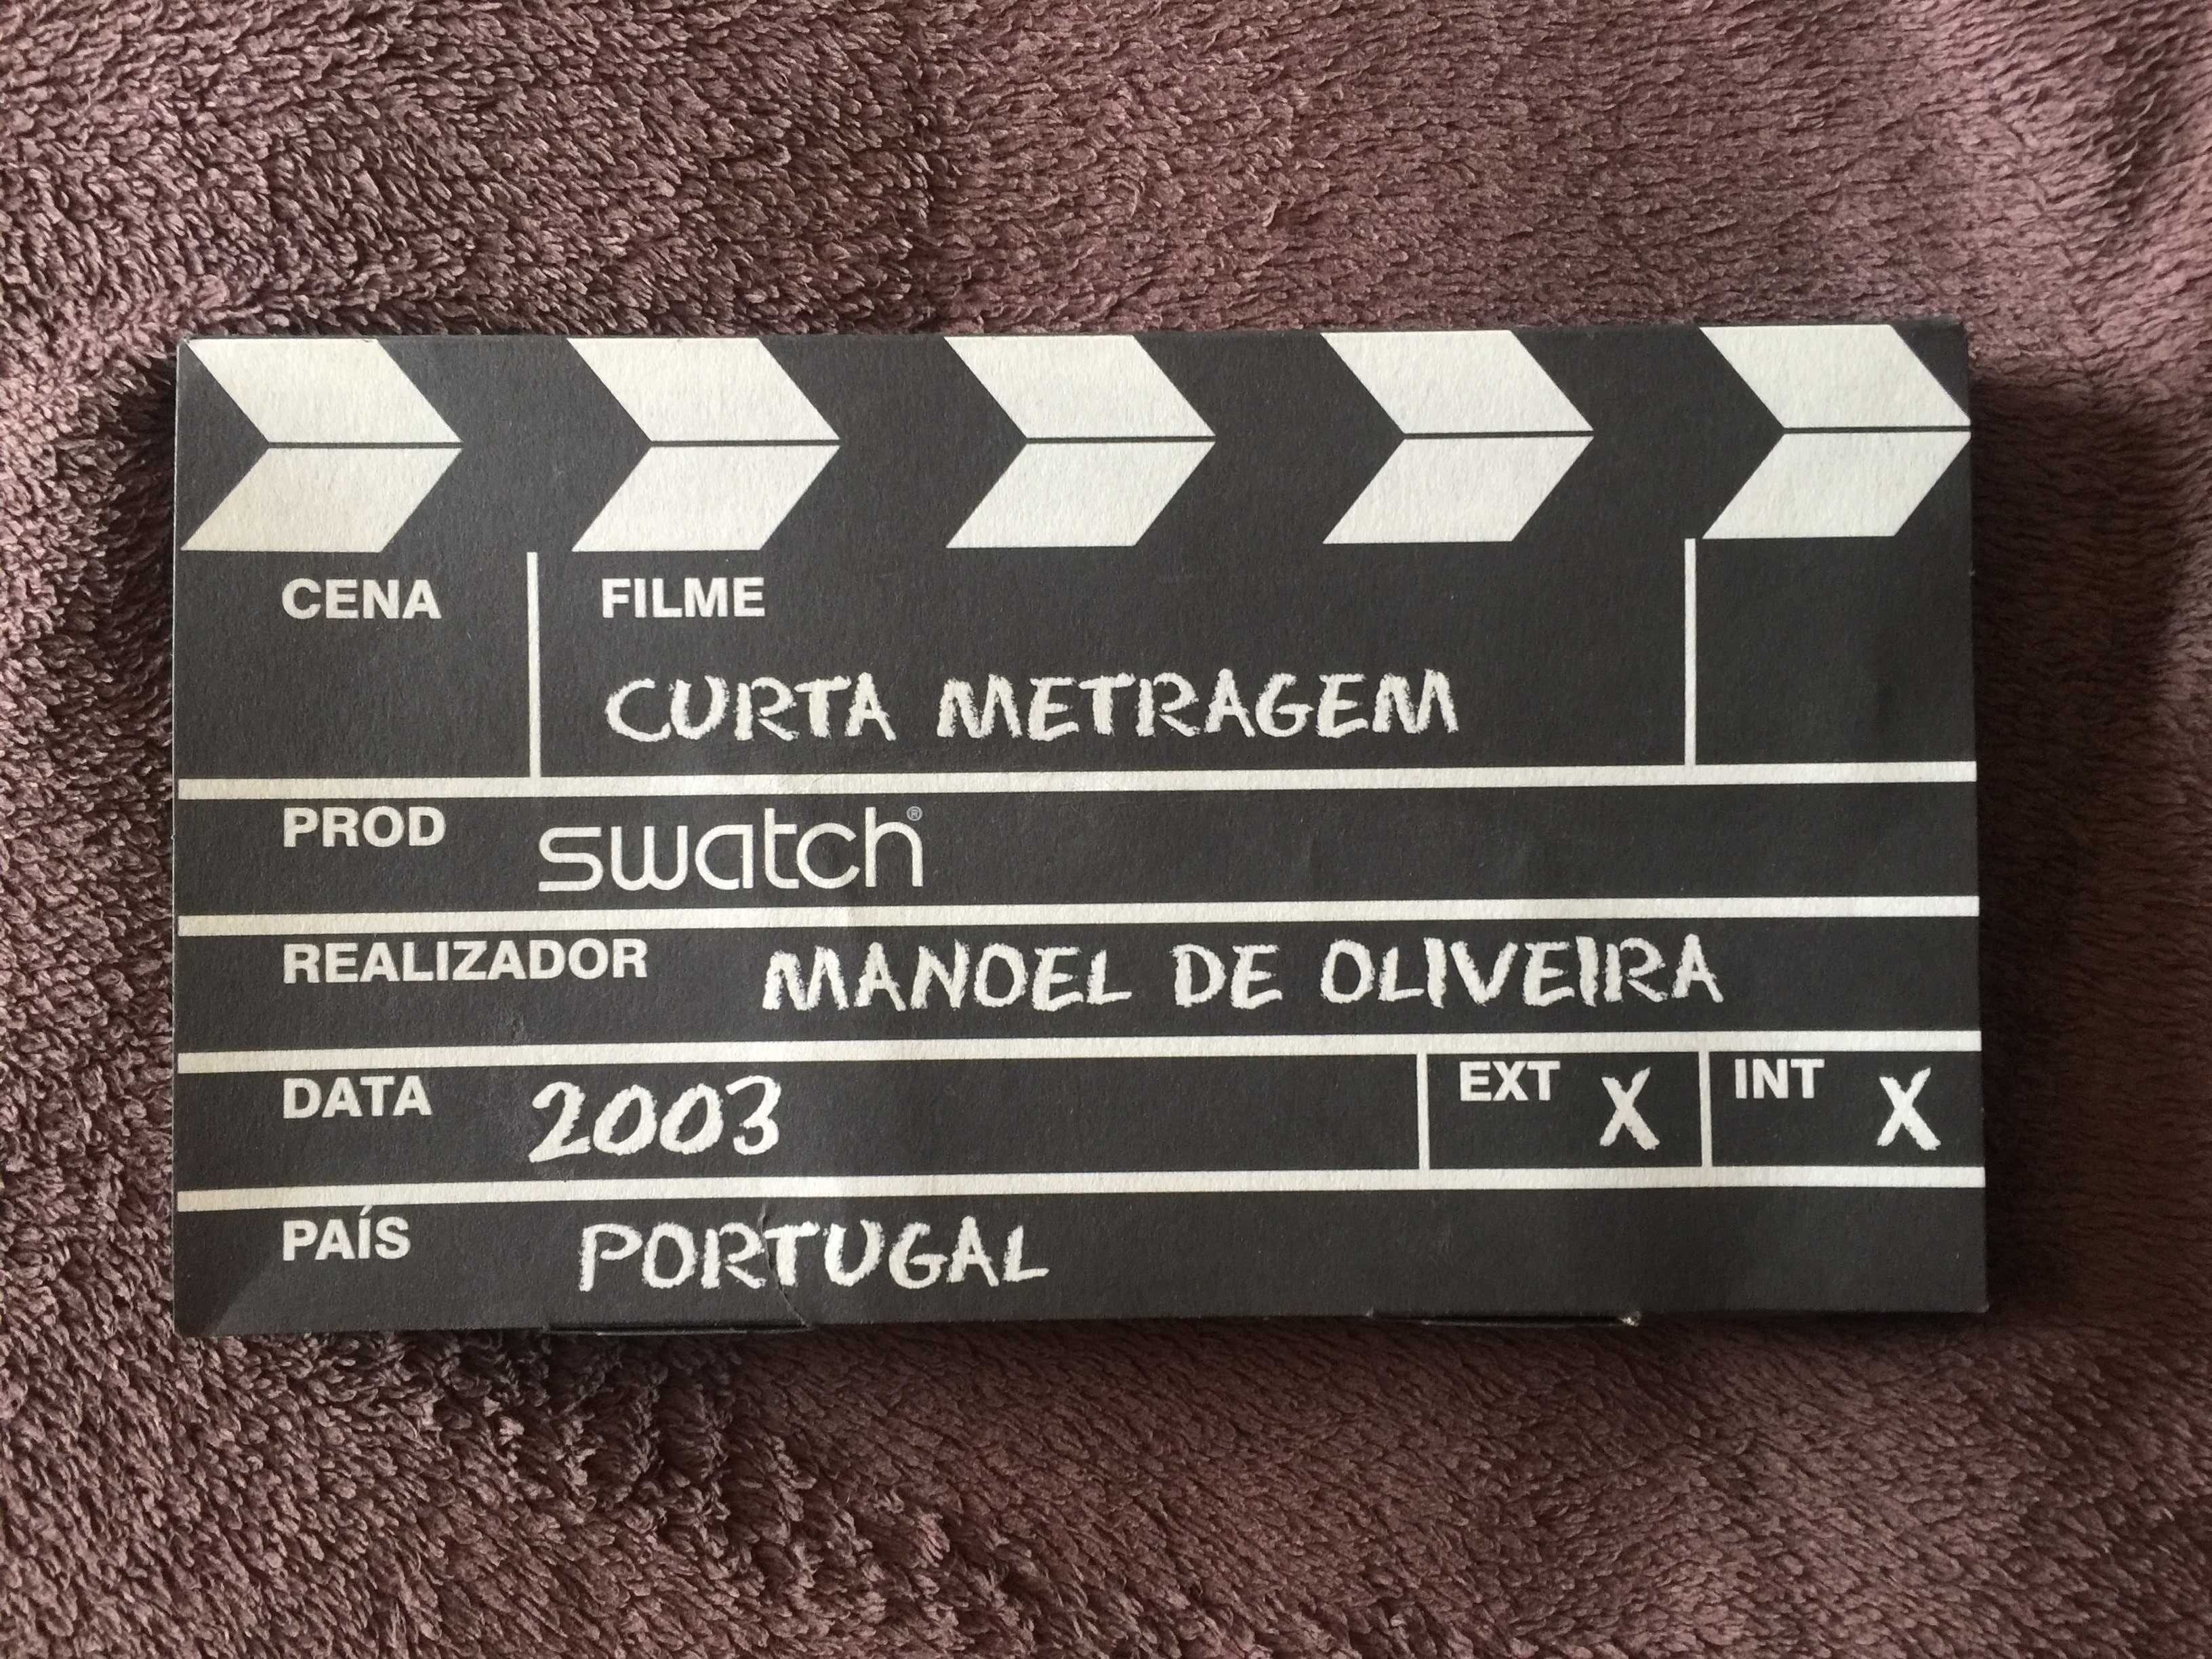 CENA FILME
CURTA METRAGEM
PROD swatch®
REALIZADOR MANOEL DE OLIVEIRA
DATA 2003 EXT X INT X
PAÍS PORTUGAL